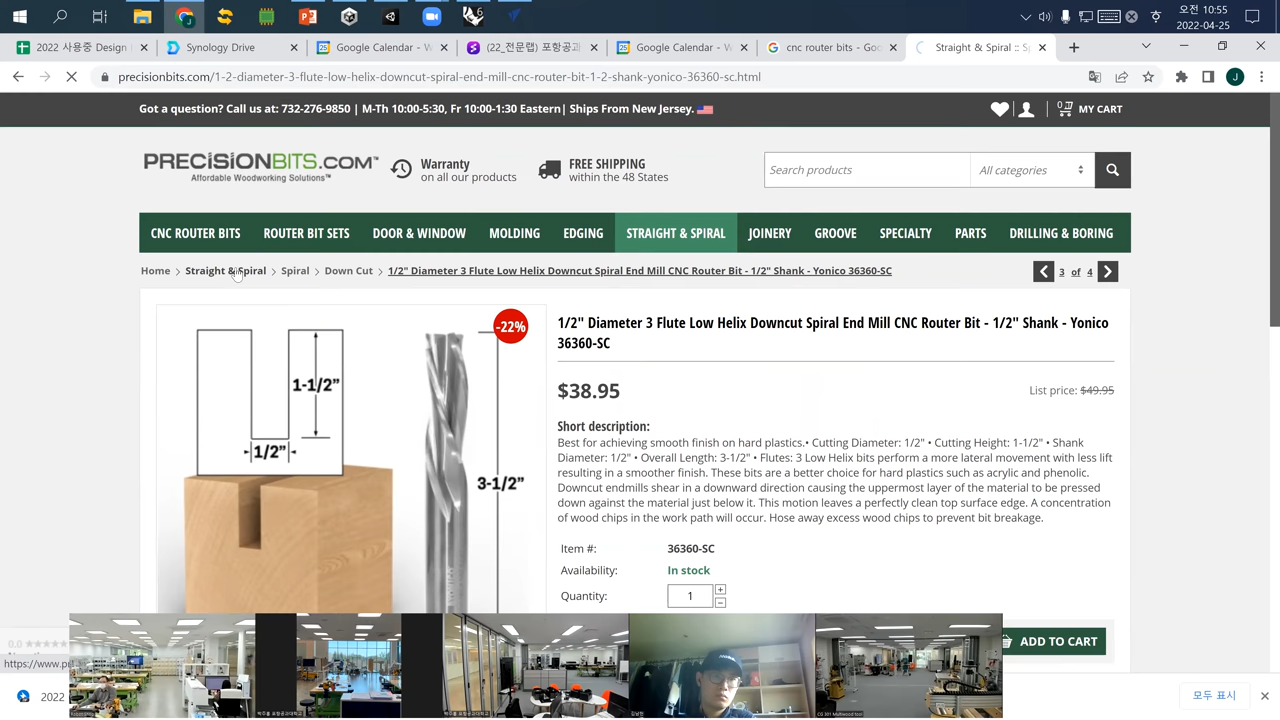 오전 10:55
2022-04-25
2022 사용중 Design
Synology Drive
Google Calendar - W
(22_전문랩) 포항공과
Google Calendar - W
cnc router bits - Goo
Straight & Spiral :: S
precisionbits.com/1-2-diameter-3-flute-low-helix-downcut-spiral-end-mill-cnc-router-bit-1-2-shank-yonico-36360-sc.html
Got a question? Call us at: 732-276-9850 | M-Th 10:00-5:30, Fr 10:00-1:30 Eastern| Ships From New Jersey.
0
MY CART
PRECISIONBITS.COM
Affordable Woodworking Solutions™
Warranty
on all our products
FREE SHIPPING
within the 48 States
Search products
All categories
CNC ROUTER BITS
ROUTER BIT SETS
DOOR & WINDOW
MOLDING
EDGING
STRAIGHT & SPIRAL
JOINERY
GROOVE
SPECIALTY
PARTS
DRILLING & BORING
Home > Straight & Spiral > Spiral > Down Cut > 1/2" Diameter 3 Flute Low Helix Downcut Spiral End Mill CNC Router Bit - 1/2" Shank - Yonico 36360-SC
3 of 4
-22%
1-1/2"
1/2"
3-1/2"
1/2" Diameter 3 Flute Low Helix Downcut Spiral End Mill CNC Router Bit - 1/2" Shank - Yonico
36360-SC
$38.95
List price: $49.95
Short description:
Best for achieving smooth finish on hard plastics.• Cutting Diameter: 1/2" • Cutting Height: 1-1/2" • Shank
Diameter: 1/2" • Overall Length: 3-1/2" • Flutes: 3 Low Helix bits perform a more lateral movement with less lift
resulting in a smoother finish. These bits are a better choice for hard plastics such as acrylic and phenolic.
Downcut endmills shear in a downward direction causing the uppermost layer of the material to be pressed
down against the material just below it. This motion leaves a perfectly clean top surface edge. A concentration
of wood chips in the work path will occur. Hose away excess wood chips to prevent bit breakage.
Item #: 36360-SC
Availability: In stock
Quantity: 1
ADD TO CART
0.0
https://www.pr
2022
CG 301 Multiwood tool
모두 표시